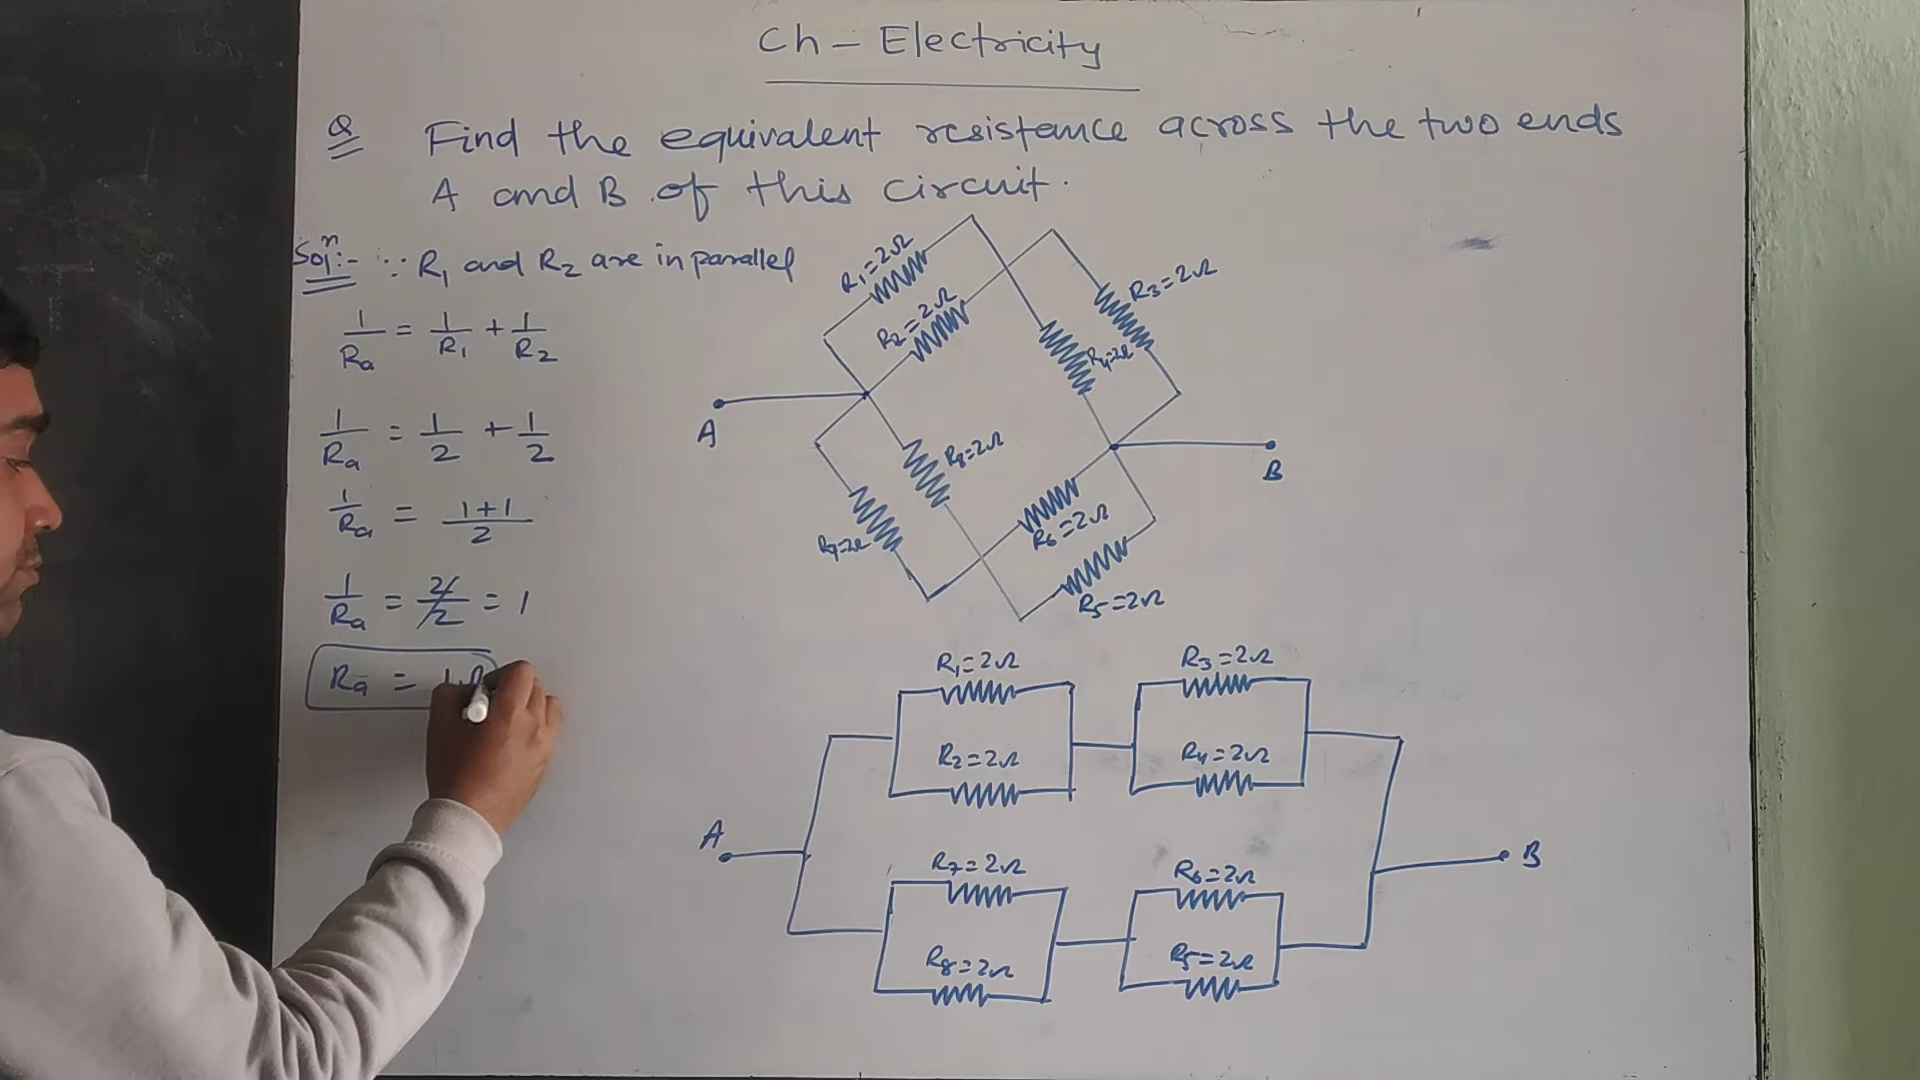 Ch - Electricity
Q Find the equivalent resistance across the two ends
A and B of this circuit.
Solⁿ:- ∵ R₁ and R₂ are in parallel
1/Ra = 1/R₁ + 1/R₂
1/Ra = 1/2 + 1/2
1/Ra = 1+1/2
1/Ra = 2/2 = 1
Ra = 1Ω
R₁=2Ω
R₂=2Ω
R₃=2Ω
R₄=2Ω
A
R₈=2Ω
B
R₇=2Ω
R₆=2Ω
R₅=2Ω
R₁=2Ω
R₃=2Ω
R₂=2Ω
R₄=2Ω
A
B
R₇=2Ω
R₆=2Ω
R₈=2Ω
R₅=2Ω